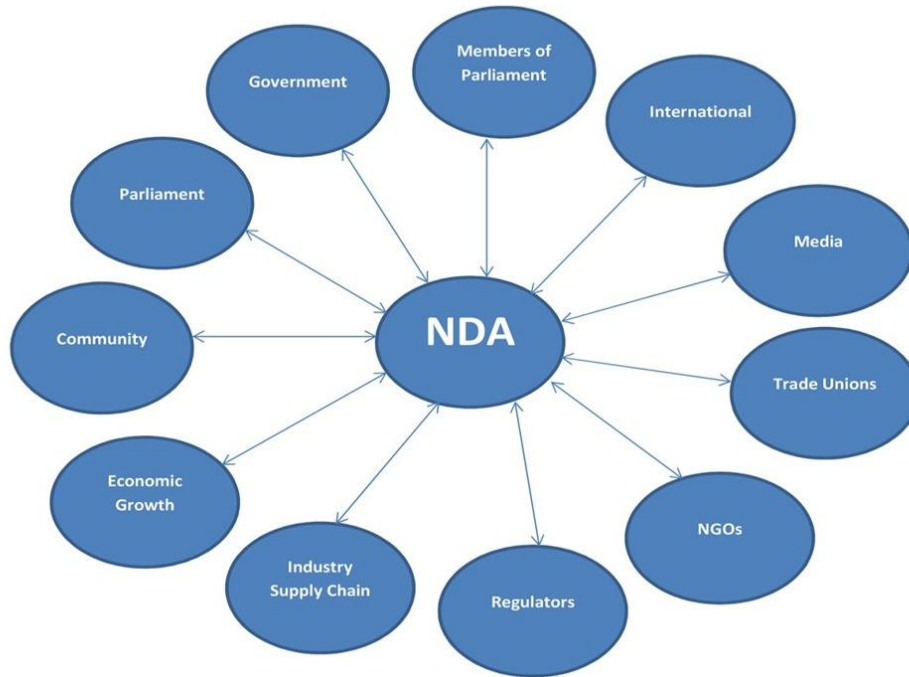 Members of
Parliament
Government
International
Parliament
Media
NDA
Community
Trade Unions
Economic
Growth
NGOs
Industry
Supply Chain
Regulators